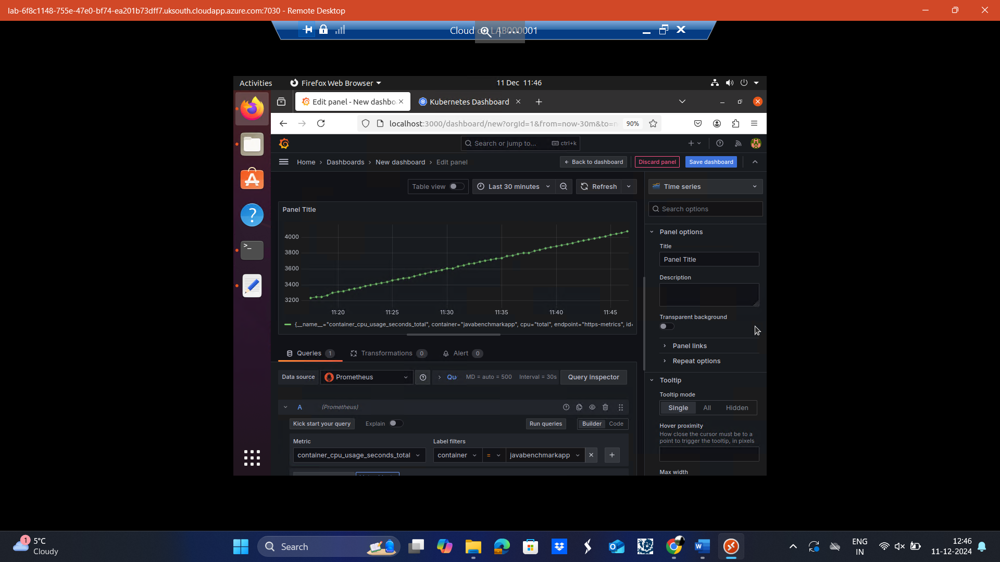 lab-6f8c1148-755e-47e0-bf74-ea201b73dff7.uksouth.cloudapp.azure.com:7030 - Remote Desktop
Cloud LAB000001
Activities Firefox Web Browser 11 Dec 11:46
Edit panel - New dashbo Kubernetes Dashboard
localhost:3000/dashboard/new?orgId=1&from=now-30m&to=n 90%
Search or jump to... ctrl+k
Home › Dashboards › New dashboard › Edit panel
← Back to dashboard Discard panel Save dashboard
Table view Last 30 minutes Refresh Time series
Search options
Panel Title
4000
3800
3600
3400
3200
11:20 11:25 11:30 11:35 11:40 11:45
{__name__="container_cpu_usage_seconds_total", container="javabenchmarkapp", cpu="total", endpoint="https-metrics", id=
Panel options
Title
Panel Title
Description
Transparent background
Panel links
Repeat options
Queries 1 Transformations 0 Alert 0
Data source Prometheus Qu MD = auto = 500 Interval = 30s Query inspector
A (Prometheus)
Kick start your query Explain Run queries Builder Code
Metric Label filters
container_cpu_usage_seconds_total container = javabenchmarkapp
Tooltip
Tooltip mode
Single All Hidden
Hover proximity
How close the cursor must be to a
point to trigger the tooltip, in pixels
Max width
1 5°C
Cloudy
Search
ENG
IN
12:46
11-12-2024